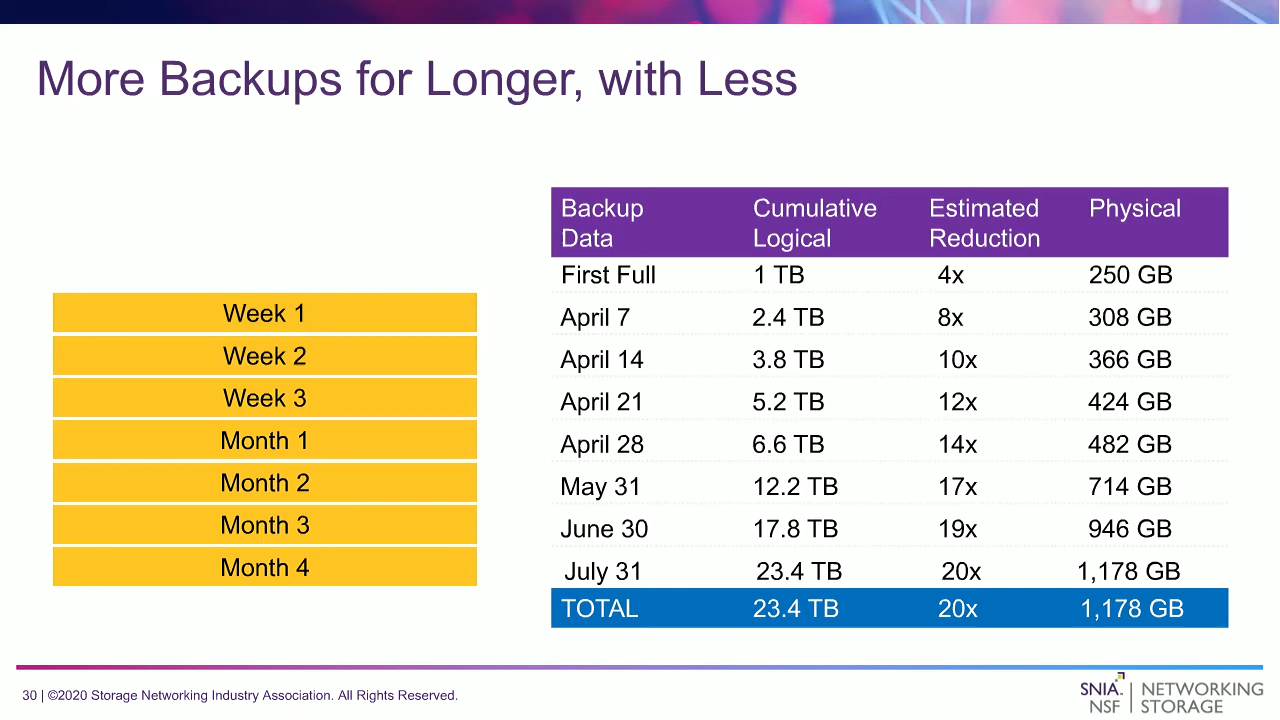 More Backups for Longer, with Less
Week 1
Week 2
Week 3
Month 1
Month 2
Month 3
Month 4
Backup Data Cumulative Logical Estimated Reduction Physical
First Full 1 TB 4x 250 GB
April 7 2.4 TB 8x 308 GB
April 14 3.8 TB 10x 366 GB
April 21 5.2 TB 12x 424 GB
April 28 6.6 TB 14x 482 GB
May 31 12.2 TB 17x 714 GB
June 30 17.8 TB 19x 946 GB
July 31 23.4 TB 20x 1,178 GB
TOTAL 23.4 TB 20x 1,178 GB
30 | ©2020 Storage Networking Industry Association. All Rights Reserved.
SNIA. | NETWORKING
NSF | STORAGE